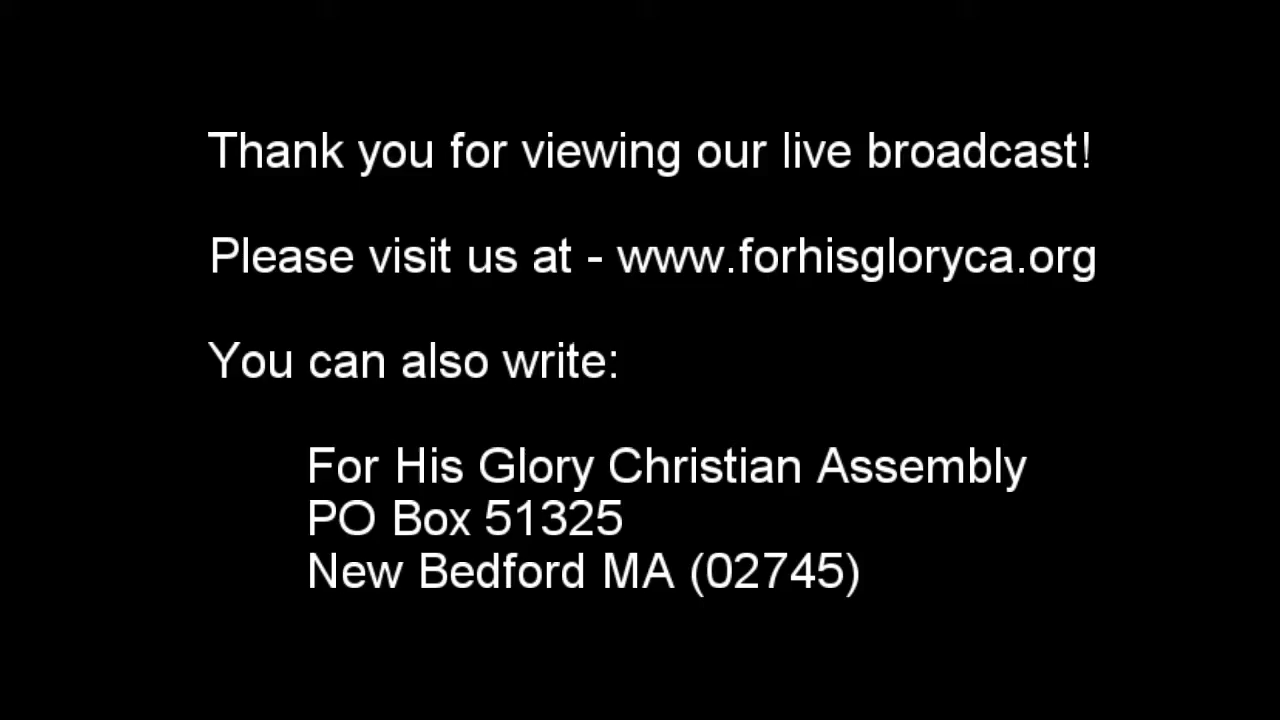 Thank you for viewing our live broadcast!
Please visit us at - www.forhisgloryca.org
You can also write:
For His Glory Christian Assembly
PO Box 51325
New Bedford MA (02745)